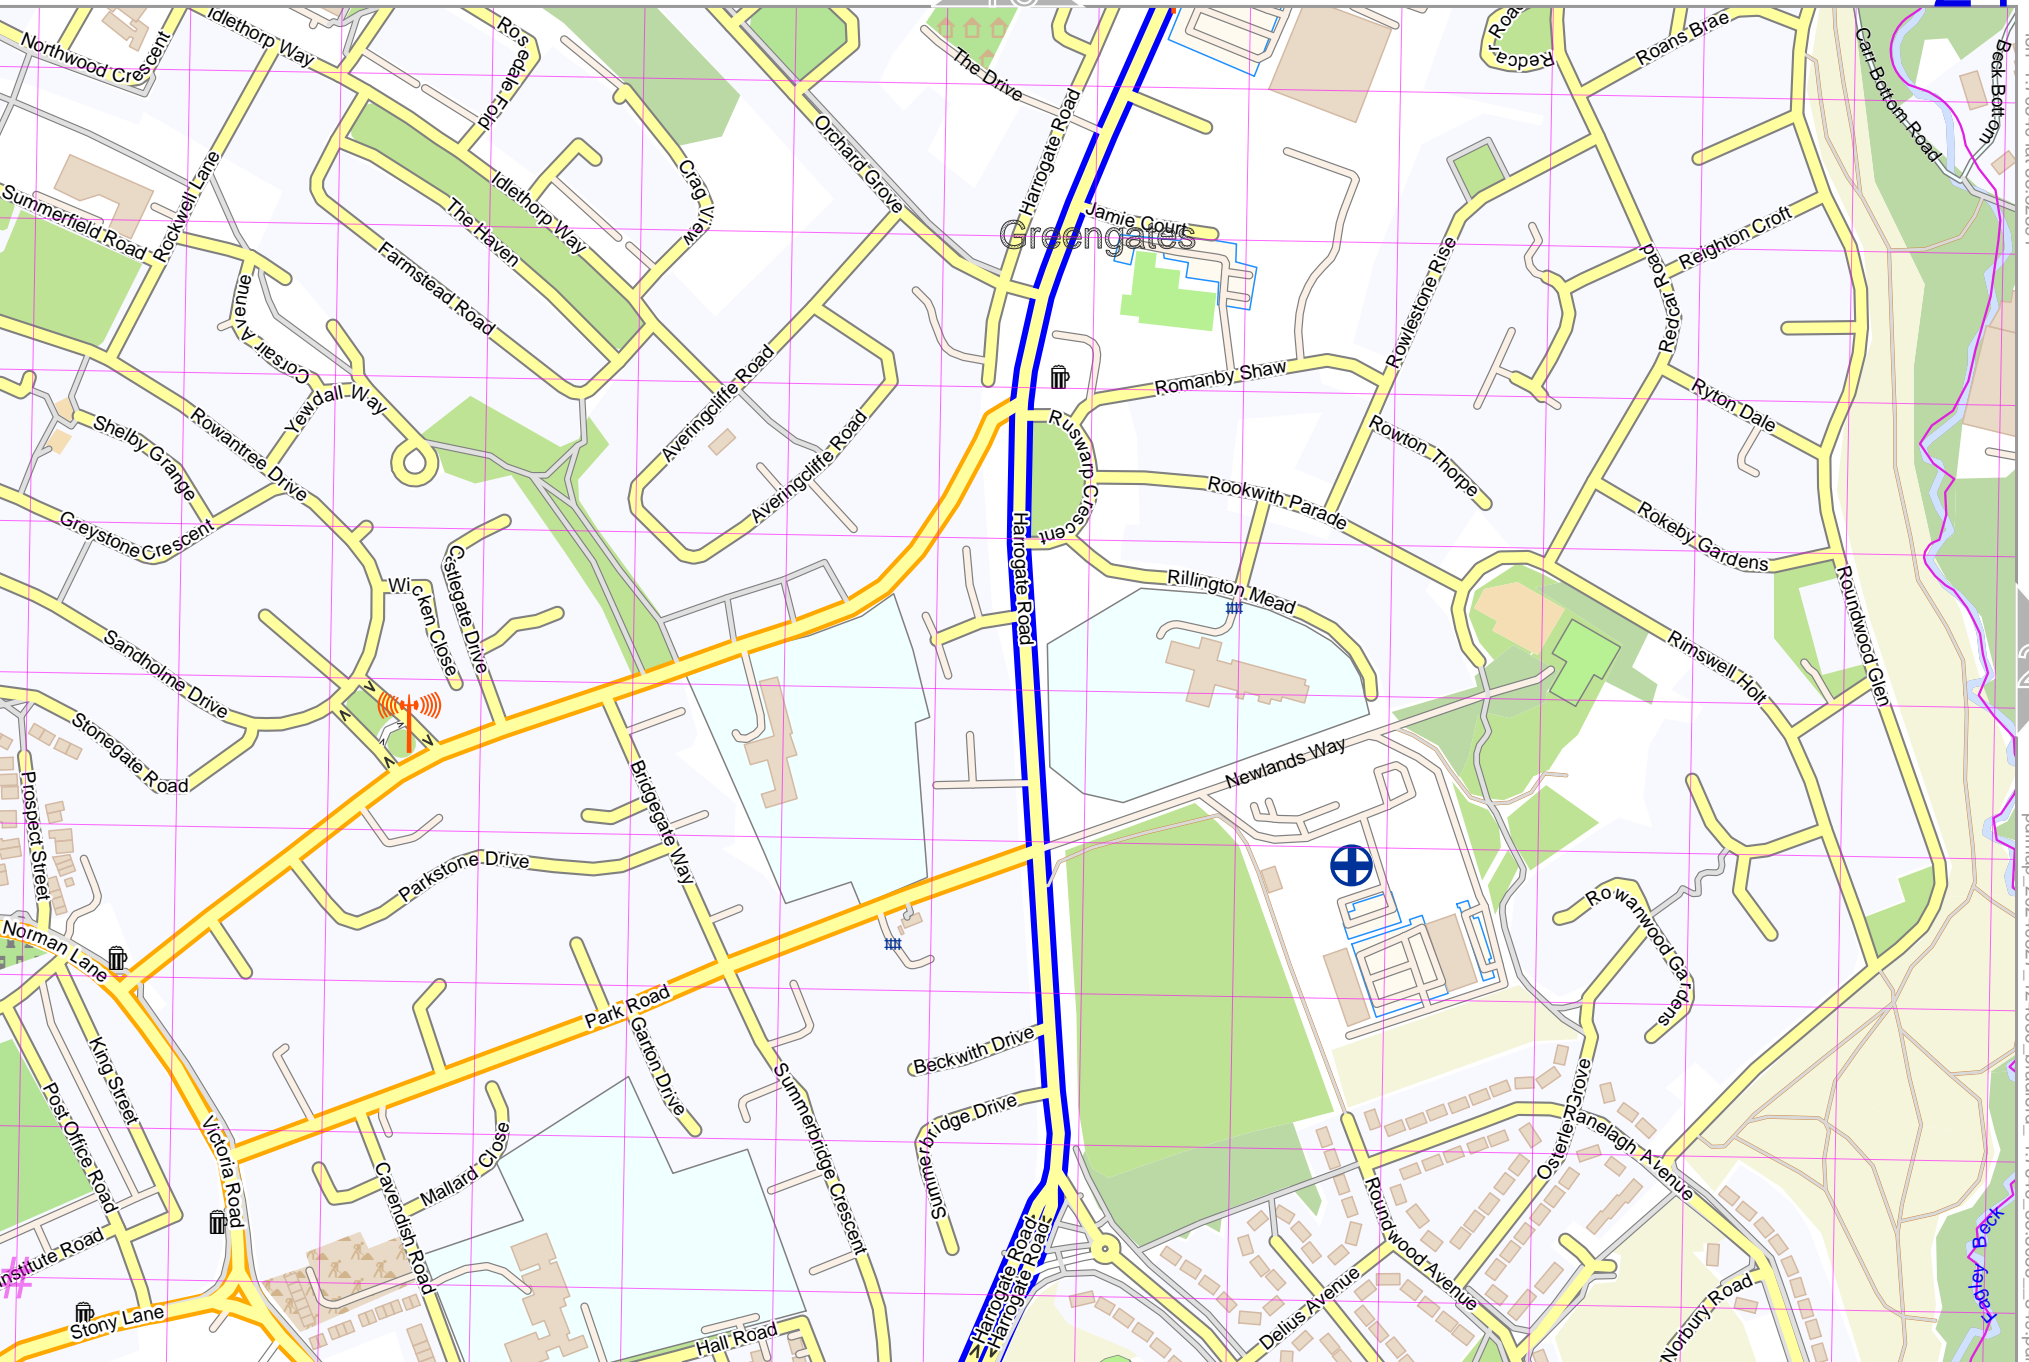 Northwood Crescent
Idlethorp Way
Rosedale Fold
The Drive
Harrogate Road
Orchard Grove
Crag View
Redcar Road
Roans Brae
Carr Bottom Road
Beck Bottom
Rockwell Lane
Summerfield Road
Idlethorp Way
The Haven
Farmstead Road
Jamie Court
Greengates
Rowlestone Rise
Redcar Road
Reighton Croft
Corsair Avenue
Yewdall Way
Averingcliffe Road
Romanby Shaw
Ryton Dale
Shelby Grange
Rowantree Drive
Averingcliffe Road
Ruswarp Crescent
Rowton Thorpe
Rookwith Parade
Greystone Crescent
Rokeby Gardens
Wicken Close
Cstlegate Drive
Harrogate Road
Rillington Mead
Roundwood Glen
Sandholme Drive
Rimswell Holt
Stonegate Road
Prospect Street
Bridgegate Way
Newlands Way
Parkstone Drive
Rowanwood Gardens
Norman Lane
Park Road
Garton Drive
Beckwith Drive
King Street
Post Office Road
Victoria Road
Summerbridge Crescent
Summerbridge Drive
Mallard Close
Cavendish Road
Osterley Grove
Ranelagh Avenue
Roundwood Avenue
Institute Road
Stony Lane
Hall Road
Harrogate Road
Harrogate Road
Delius Avenue
Norbury Road
Fagley Beck